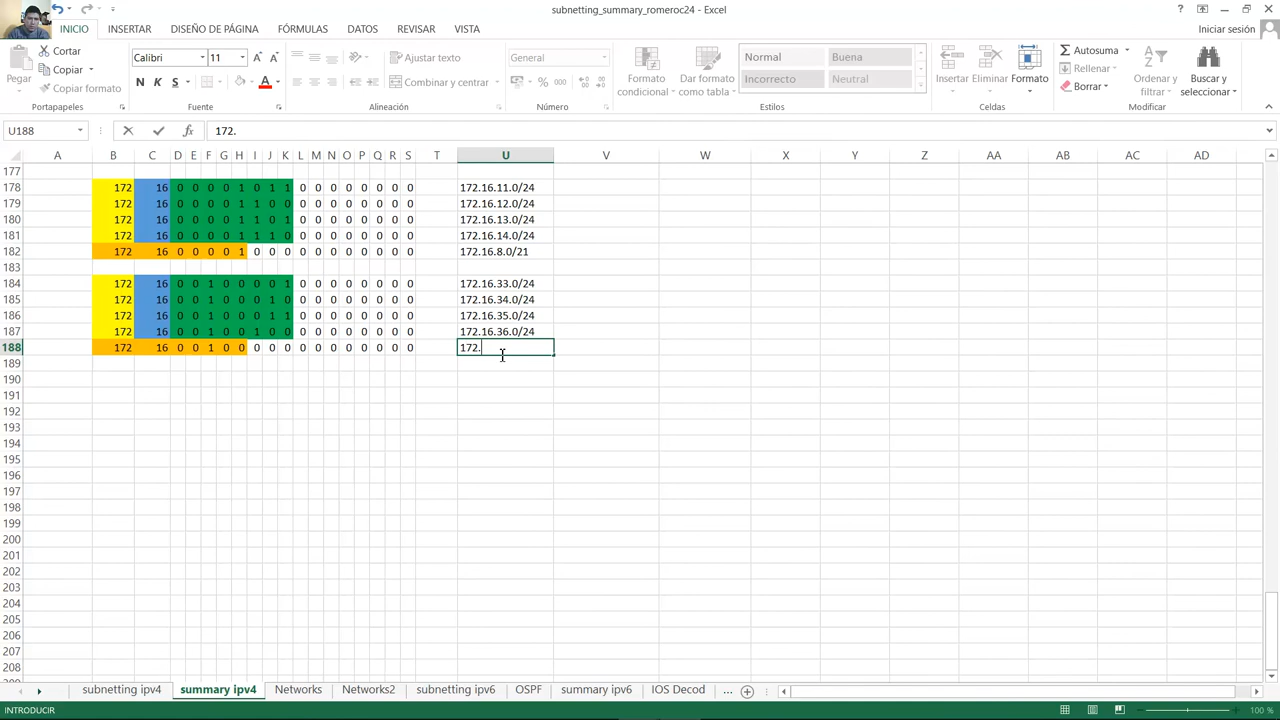 subnetting_summary_romeroc24 - Excel
INICIO INSERTAR DISEÑO DE PÁGINA FÓRMULAS DATOS REVISAR VISTA Iniciar sesión
Pegar
Cortar
Copiar
Copiar formato
Portapapeles
Calibri 11
N K S
Fuente
Ajustar texto
Combinar y centrar
Alineación
General
% 000
Número
Formato condicional
Dar formato como tabla
Normal Buena
Incorrecto Neutral
Estilos
Insertar Eliminar Formato
Celdas
Autosuma
Rellenar
Borrar
Ordenar y filtrar
Buscar y seleccionar
Modificar
U188 fx 172.
A B C D E F G H I J K L M N O P Q R S T U V W X Y Z AA AB AC AD
177
178 172 16 0 0 0 0 1 0 1 1 0 0 0 0 0 0 0 0 172.16.11.0/24
179 172 16 0 0 0 0 1 1 0 0 0 0 0 0 0 0 0 0 172.16.12.0/24
180 172 16 0 0 0 0 1 1 0 1 0 0 0 0 0 0 0 0 172.16.13.0/24
181 172 16 0 0 0 0 1 1 1 0 0 0 0 0 0 0 0 0 172.16.14.0/24
182 172 16 0 0 0 0 1 0 0 0 0 0 0 0 0 0 0 0 172.16.8.0/21
183
184 172 16 0 0 1 0 0 0 0 1 0 0 0 0 0 0 0 0 172.16.33.0/24
185 172 16 0 0 1 0 0 0 1 0 0 0 0 0 0 0 0 0 172.16.34.0/24
186 172 16 0 0 1 0 0 0 1 1 0 0 0 0 0 0 0 0 172.16.35.0/24
187 172 16 0 0 1 0 0 1 0 0 0 0 0 0 0 0 0 0 172.16.36.0/24
188 172 16 0 0 1 0 0 0 0 0 0 0 0 0 0 0 0 0 172.
189
190
191
192
193
194
195
196
197
198
199
200
201
202
203
204
205
206
207
208
subnetting ipv4 summary ipv4 Networks Networks2 subnetting ipv6 OSPF summary ipv6 IOS Decod ...
INTRODUCIR 100 %